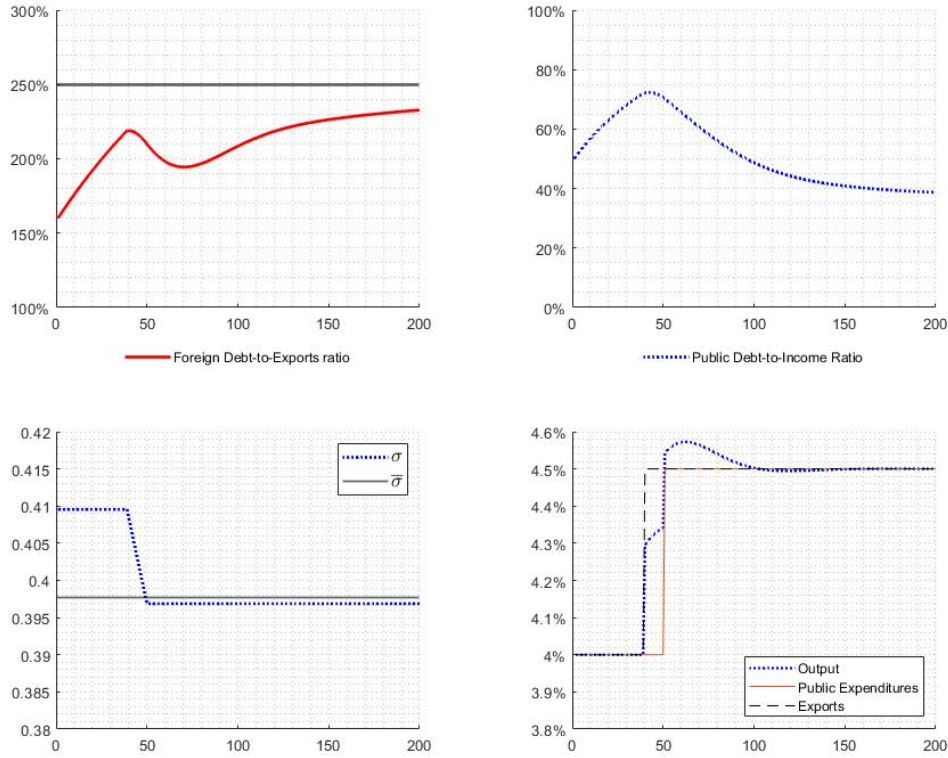 300%
250%
200%
150%
100%
0 50 100 150 200
Foreign Debt-to-Exports ratio
100%
80%
60%
40%
20%
0%
0 50 100 150 200
Public Debt-to-Income Ratio
0.42
0.415
0.41
0.405
0.4
0.395
0.39
0.385
0.38
0 50 100 150 200
σ
σ̅
4.6%
4.5%
4.4%
4.3%
4.2%
4.1%
4%
3.9%
3.8%
0 50 100 150 200
Output
Public Expenditures
Exports